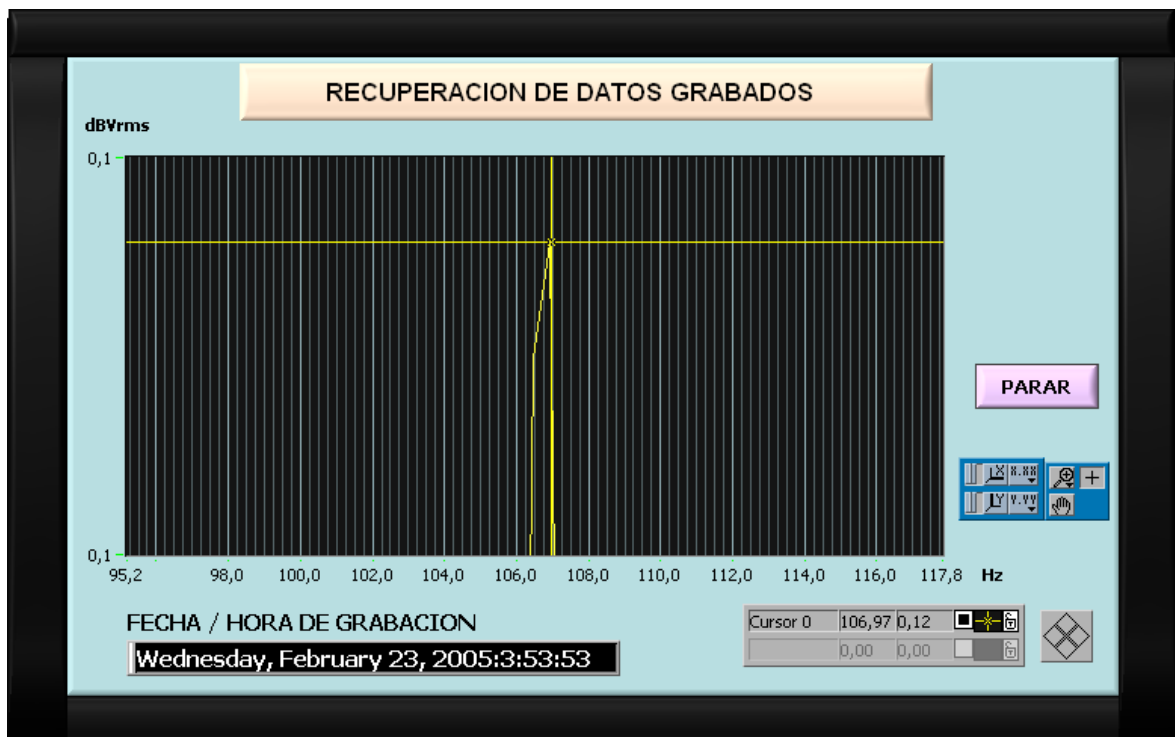 RECUPERACION DE DATOS GRABADOS
dBVrms
0,1
0,1
95,2 98,0 100,0 102,0 104,0 106,0 108,0 110,0 112,0 114,0 116,0 117,8 Hz
PARAR
X X.XX
Y Y.YY
FECHA / HORA DE GRABACION
Wednesday, February 23, 2005:3:53:53
Cursor 0 106,97 0,12
0,00 0,00